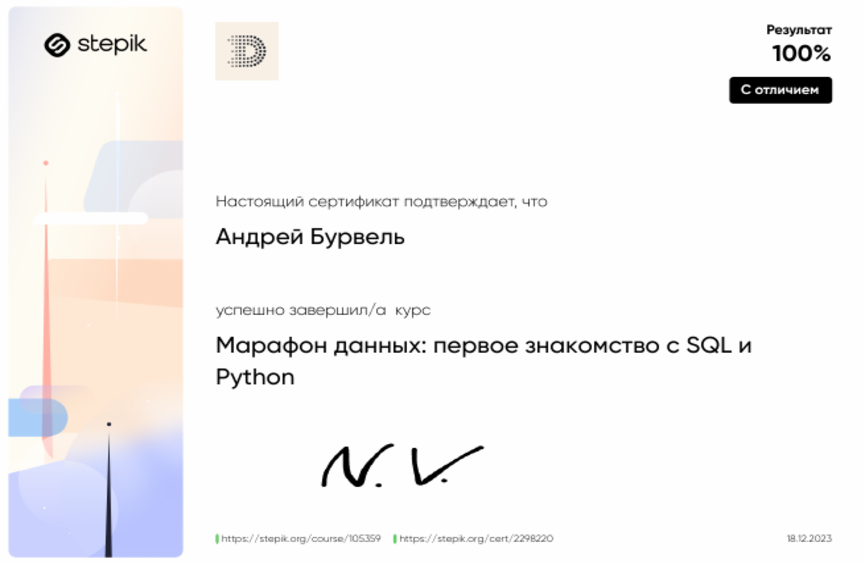 stepik
D
Результат
100%
С отличием
Настоящий сертификат подтверждает, что
Андрей Бурвель
успешно завершил/а курс
Марафон данных: первое знакомство с SQL и
Python
N. V.
https://stepik.org/course/105359 https://stepik.org/cert/2298220
18.12.2023